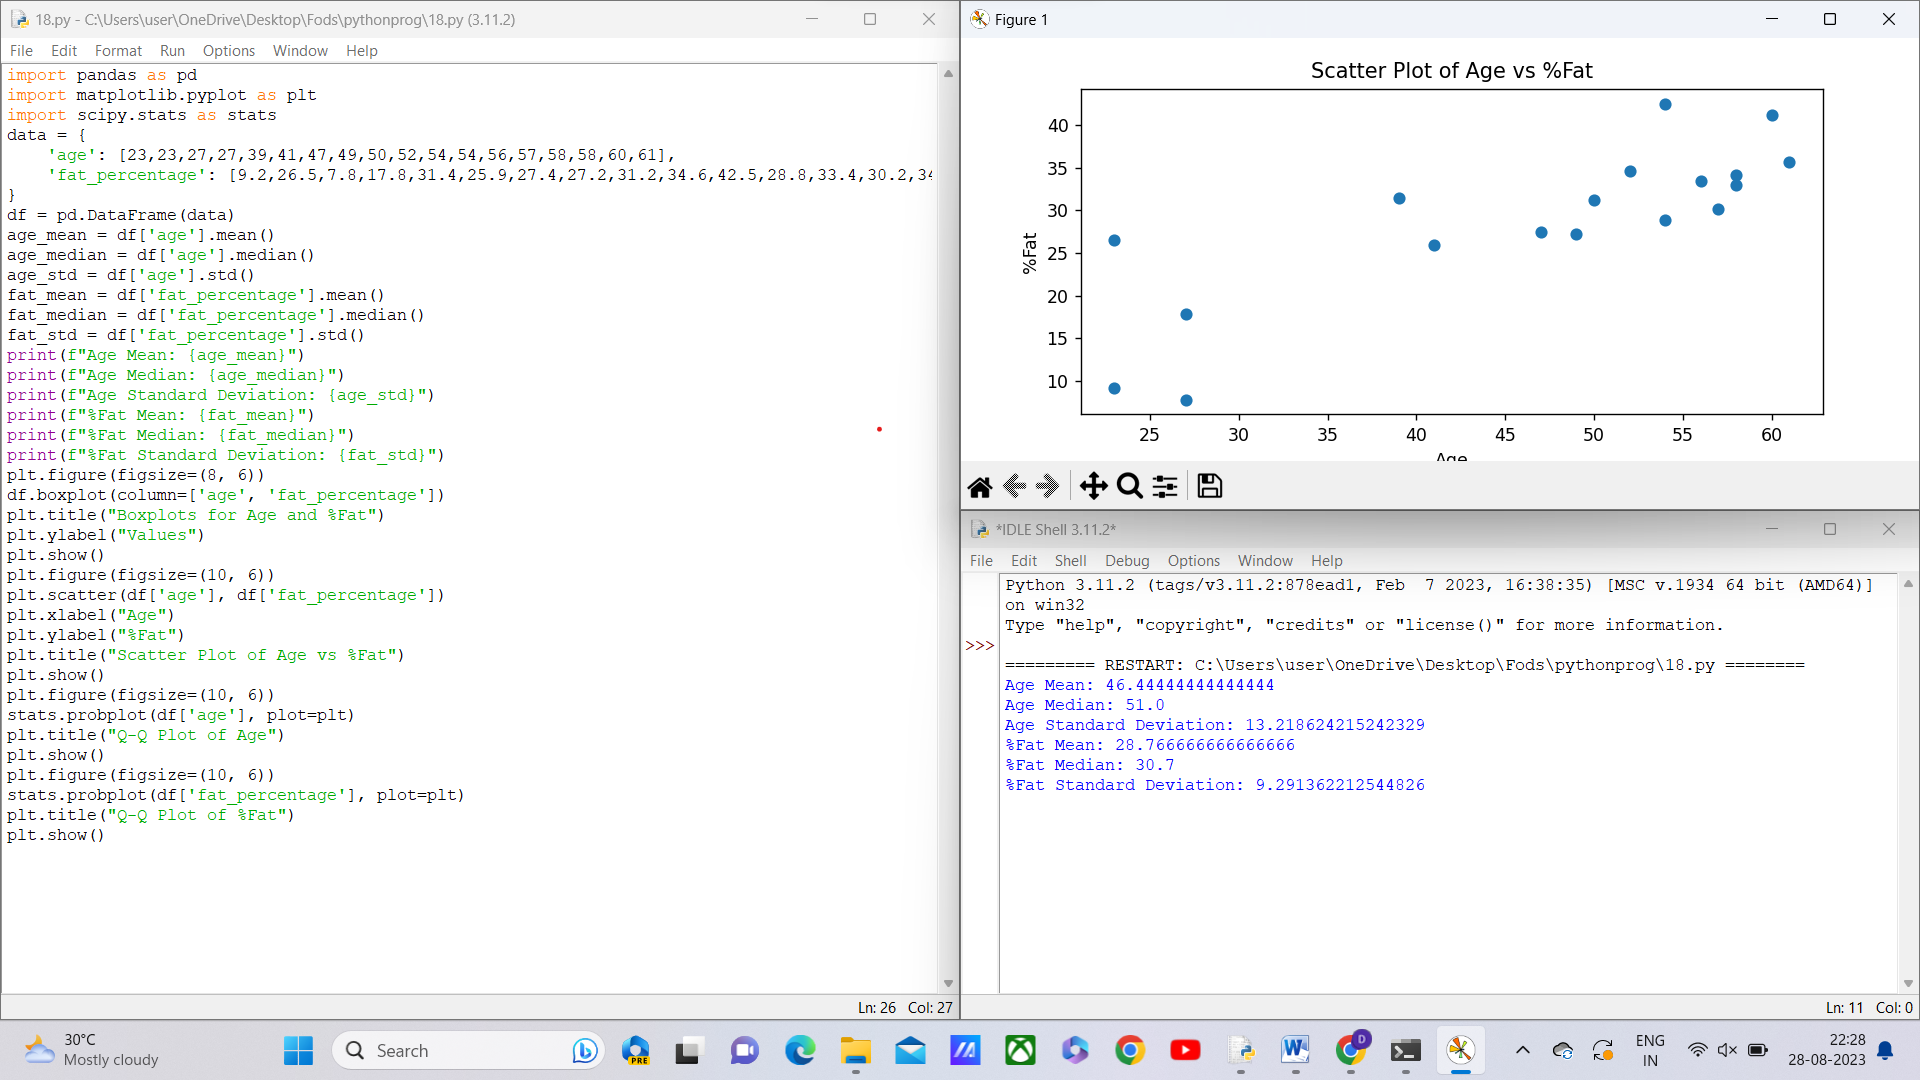 18.py - C:\Users\user\OneDrive\Desktop\Fods\pythonprog\18.py (3.11.2)
File Edit Format Run Options Window Help
import pandas as pd
import matplotlib.pyplot as plt
import scipy.stats as stats
data = {
    'age': [23,23,27,27,39,41,47,49,50,52,54,54,56,57,58,58,60,61],
    'fat_percentage': [9.2,26.5,7.8,17.8,31.4,25.9,27.4,27.2,31.2,34.6,42.5,28.8,33.4,30.2,34
}
df = pd.DataFrame(data)
age_mean = df['age'].mean()
age_median = df['age'].median()
age_std = df['age'].std()
fat_mean = df['fat_percentage'].mean()
fat_median = df['fat_percentage'].median()
fat_std = df['fat_percentage'].std()
print(f"Age Mean: {age_mean}")
print(f"Age Median: {age_median}")
print(f"Age Standard Deviation: {age_std}")
print(f"%Fat Mean: {fat_mean}")
print(f"%Fat Median: {fat_median}")
print(f"%Fat Standard Deviation: {fat_std}")
plt.figure(figsize=(8, 6))
df.boxplot(column=['age', 'fat_percentage'])
plt.title("Boxplots for Age and %Fat")
plt.ylabel("Values")
plt.show()
plt.figure(figsize=(10, 6))
plt.scatter(df['age'], df['fat_percentage'])
plt.xlabel("Age")
plt.ylabel("%Fat")
plt.title("Scatter Plot of Age vs %Fat")
plt.show()
plt.figure(figsize=(10, 6))
stats.probplot(df['age'], plot=plt)
plt.title("Q-Q Plot of Age")
plt.show()
plt.figure(figsize=(10, 6))
stats.probplot(df['fat_percentage'], plot=plt)
plt.title("Q-Q Plot of %Fat")
plt.show()
Ln: 26 Col: 27
Figure 1
Scatter Plot of Age vs %Fat
%Fat
40
35
30
25
20
15
10
25 30 35 40 45 50 55 60
Age
*IDLE Shell 3.11.2*
File Edit Shell Debug Options Window Help
Python 3.11.2 (tags/v3.11.2:878ead1, Feb  7 2023, 16:38:35) [MSC v.1934 64 bit (AMD64)]
on win32
Type "help", "copyright", "credits" or "license()" for more information.
>>>
========= RESTART: C:\Users\user\OneDrive\Desktop\Fods\pythonprog\18.py ========
Age Mean: 46.44444444444444
Age Median: 51.0
Age Standard Deviation: 13.218624215242329
%Fat Mean: 28.766666666666666
%Fat Median: 30.7
%Fat Standard Deviation: 9.291362212544826
Ln: 11 Col: 0
30°C
Mostly cloudy
Search
PRE
D
ENG
IN
22:28
28-08-2023